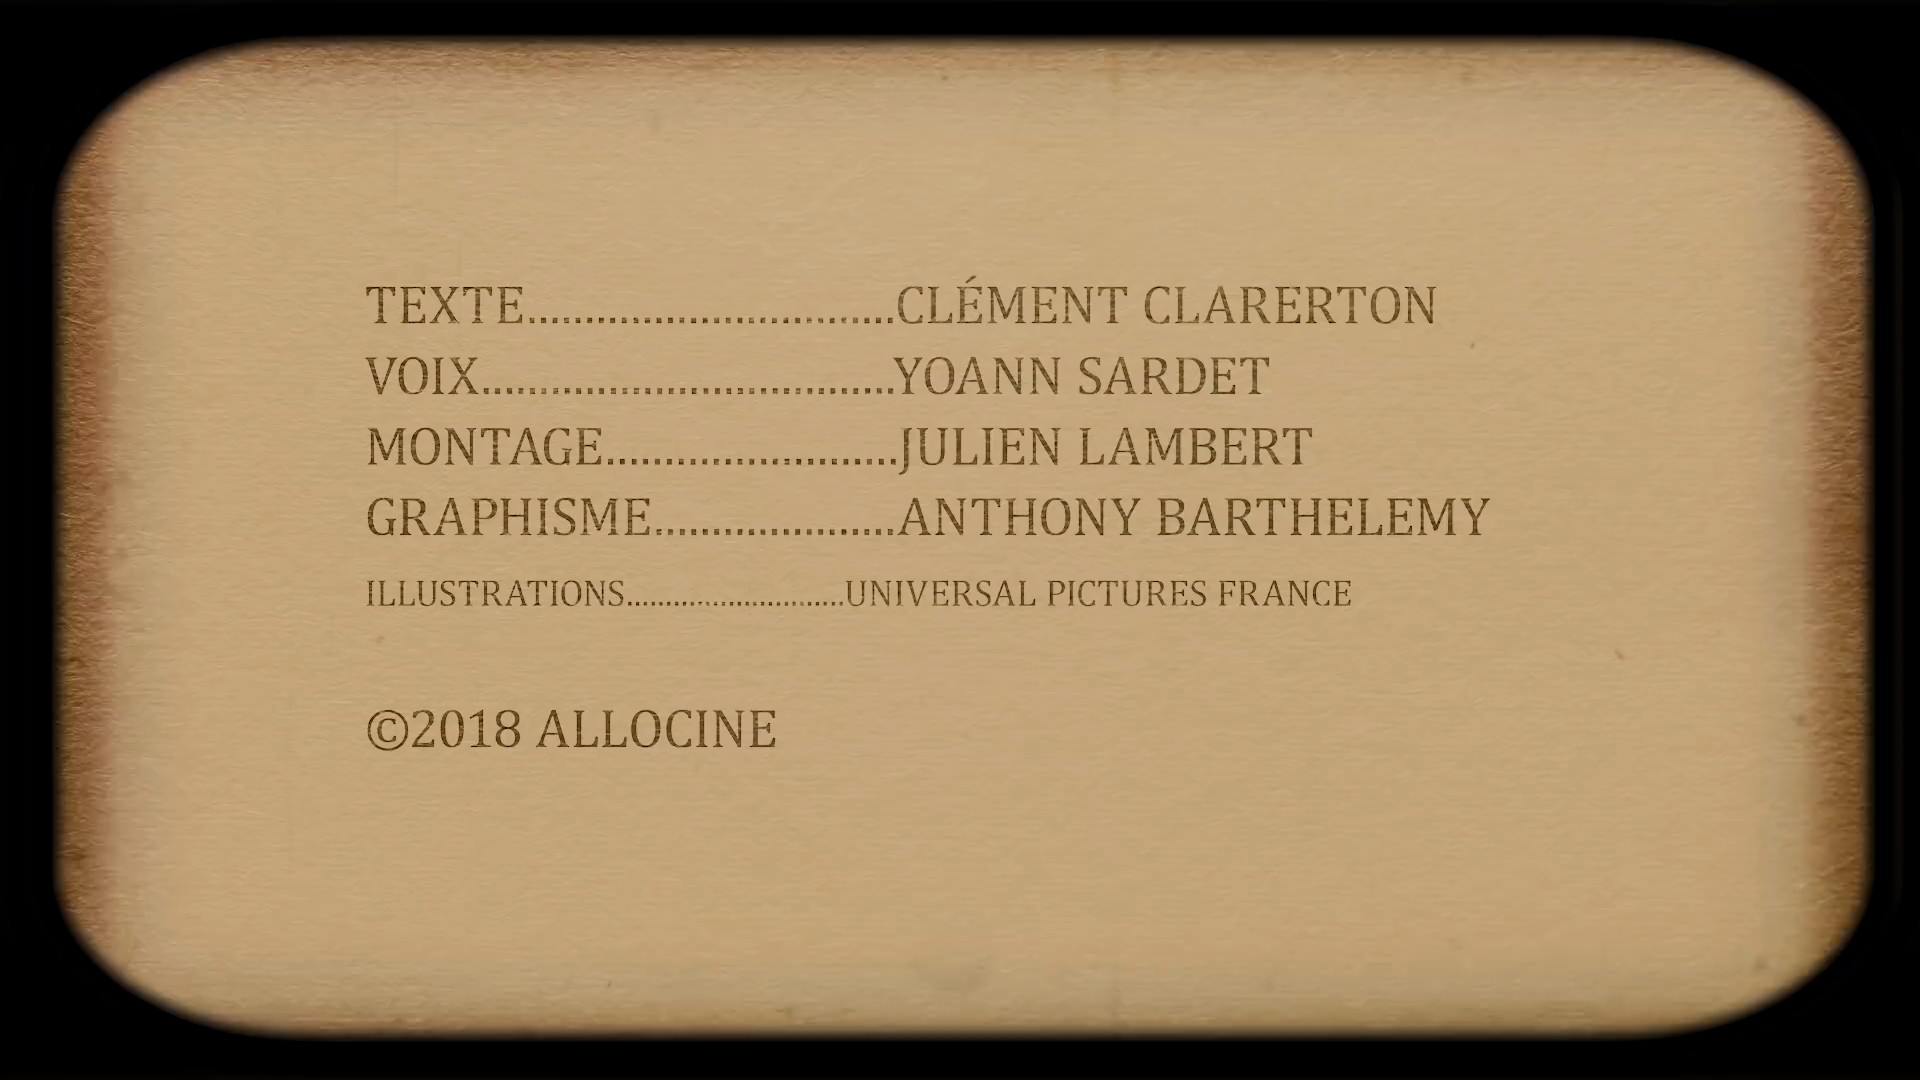 TEXTE...............................CLÉMENT CLARERTON
VOIX...................................YOANN SARDET
MONTAGE.........................JULIEN LAMBERT
GRAPHISME.....................ANTHONY BARTHELEMY
ILLUSTRATIONS..........................UNIVERSAL PICTURES FRANCE
©2018 ALLOCINE